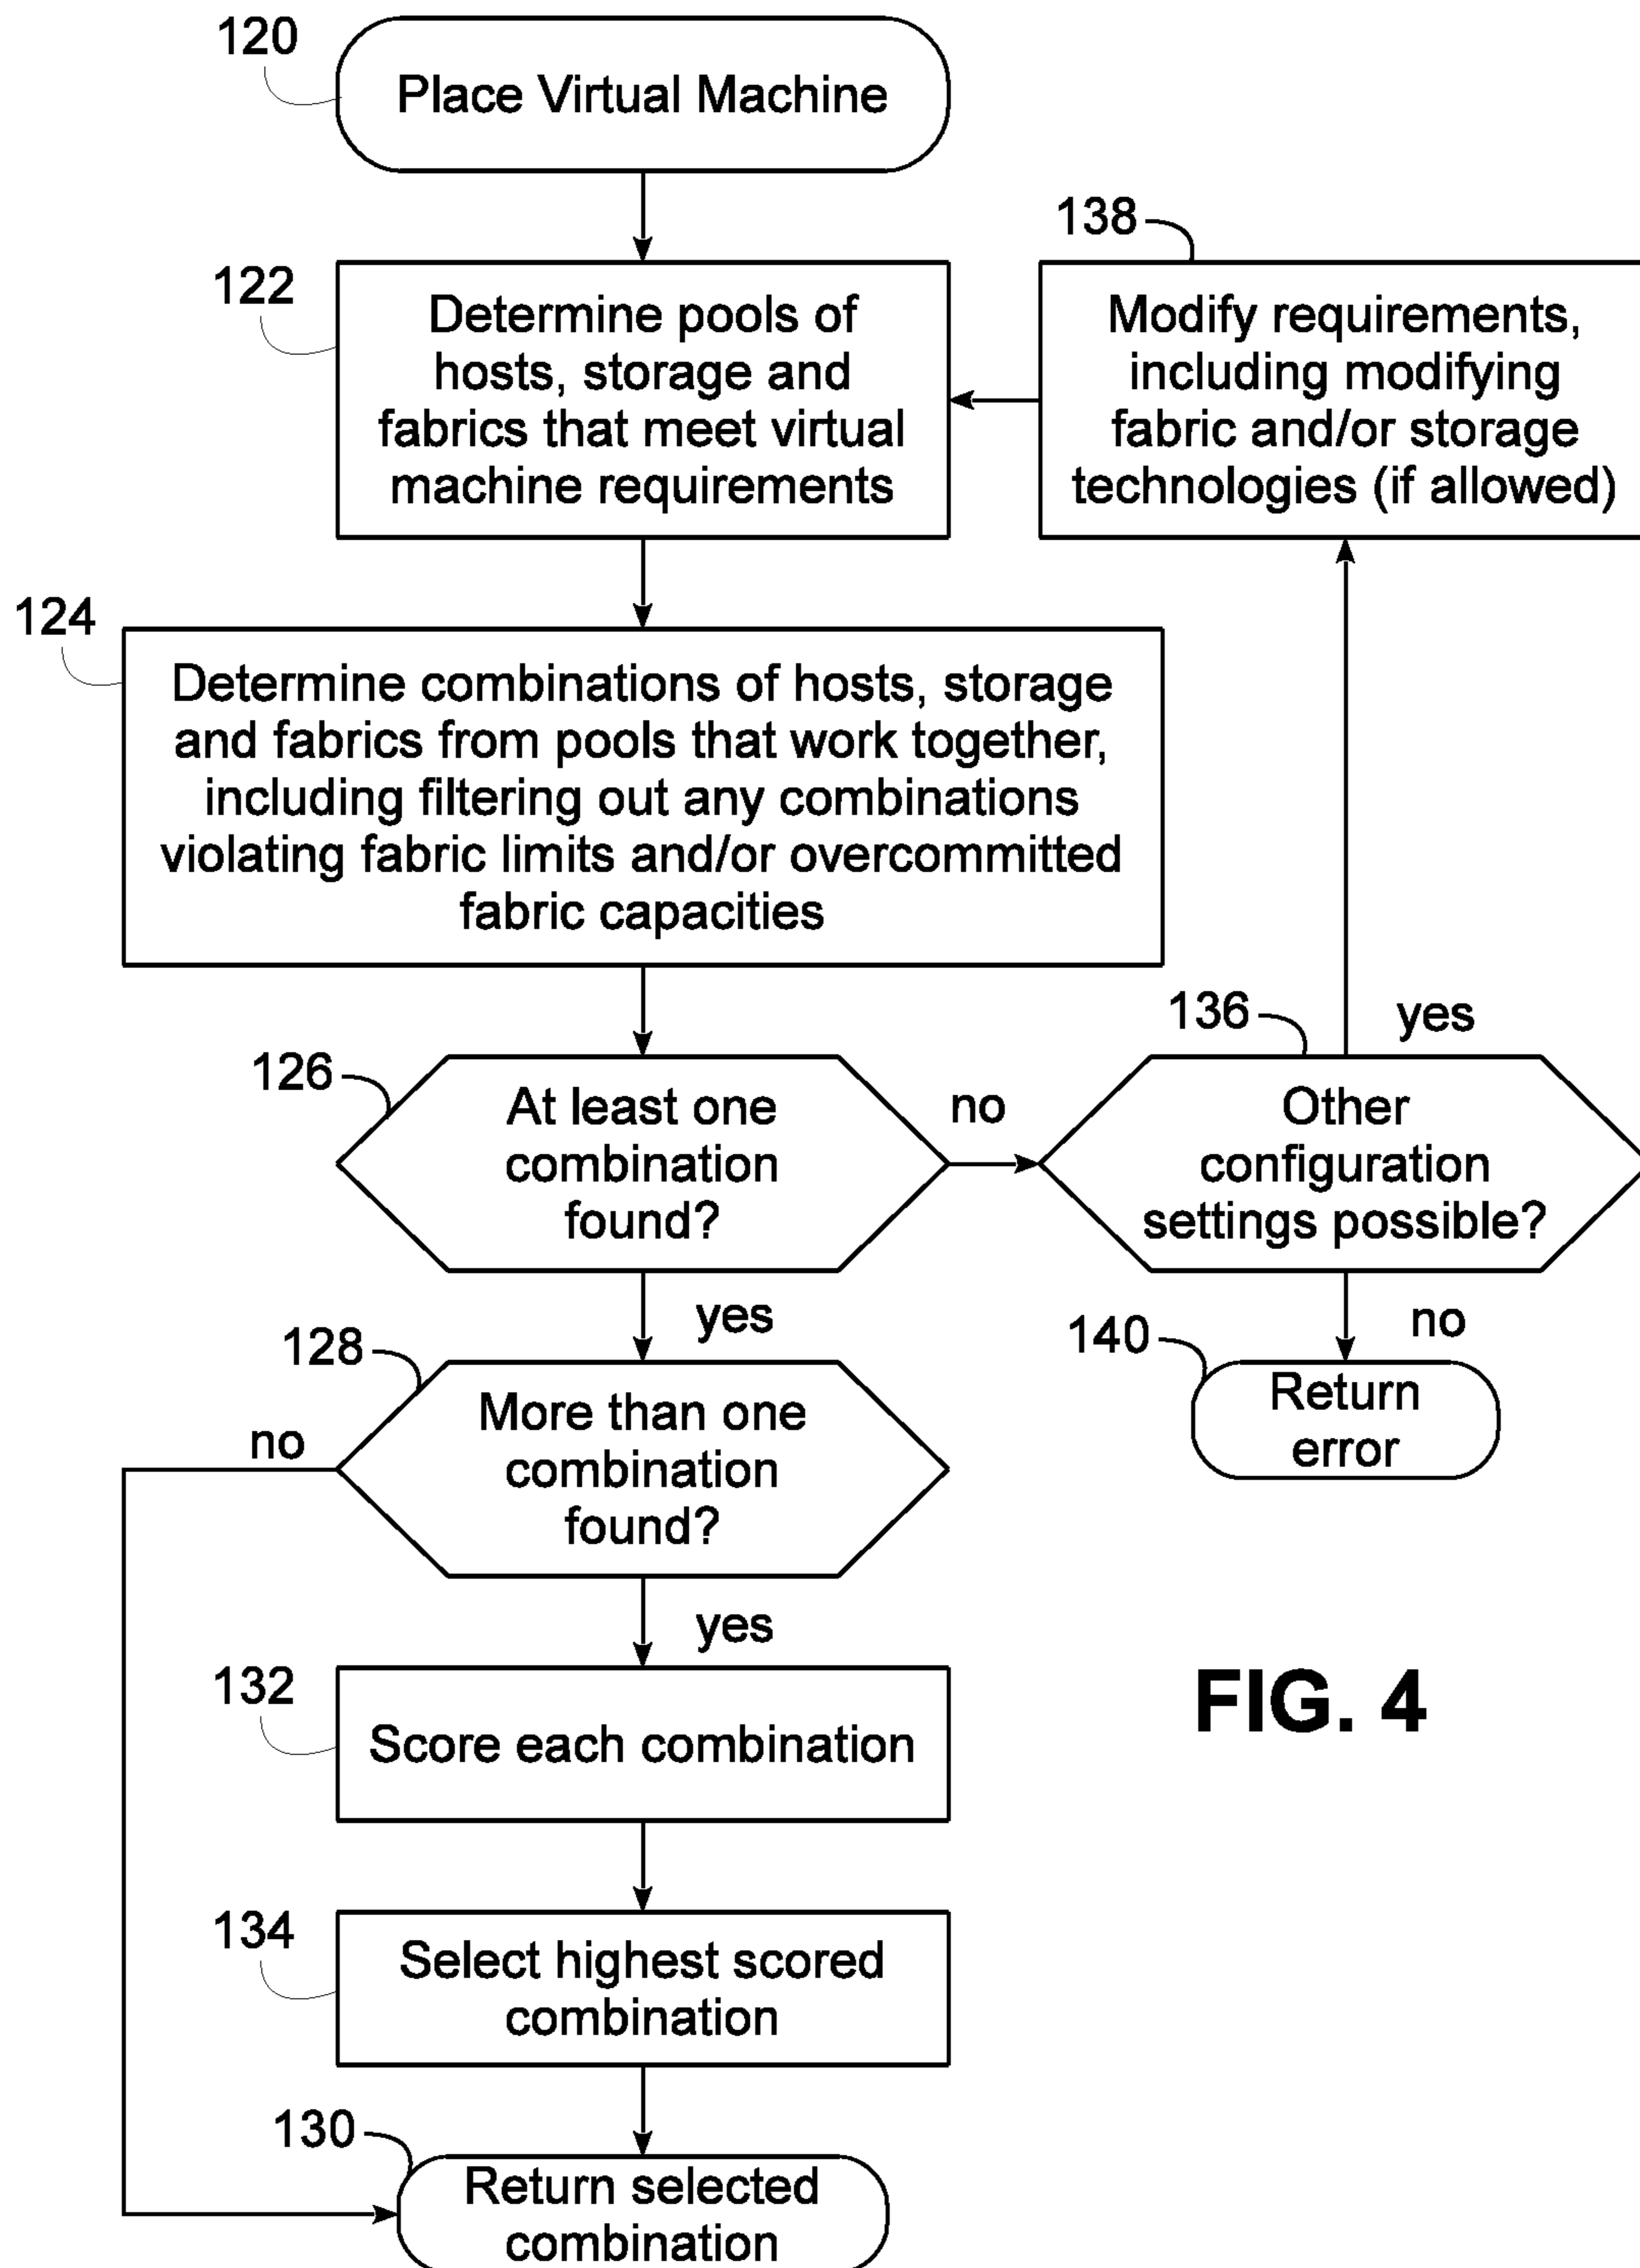 120
Place Virtual Machine
138
122
Determine pools of
hosts, storage and
fabrics that meet virtual
machine requirements
Modify requirements,
including modifying
fabric and/or storage
technologies (if allowed)
124
Determine combinations of hosts, storage
and fabrics from pools that work together,
including filtering out any combinations
violating fabric limits and/or overcommitted
fabric capacities
136
yes
126
At least one
combination
found?
no
Other
configuration
settings possible?
yes
no
128
140
More than one
combination
found?
no
Return
error
yes
132
Score each combination
FIG. 4
134
Select highest scored
combination
130
Return selected
combination